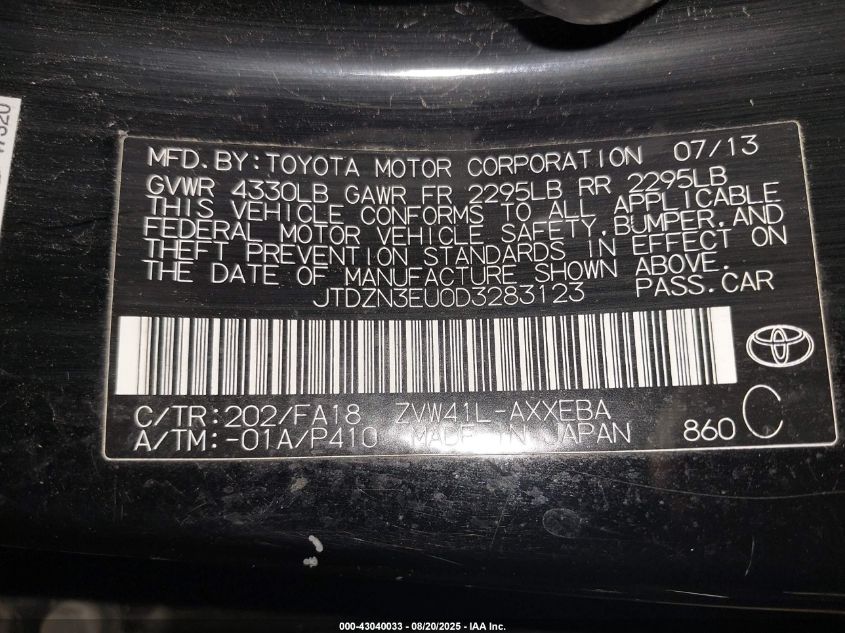 MFD. BY: TOYOTA MOTOR CORPORATION 07/13
GVWR 4330LB GAWR FR 2295LB RR 2295LB
THIS VEHICLE CONFORMS TO ALL APPLICABLE
FEDERAL MOTOR VEHICLE SAFETY, BUMPER, AND
THEFT PREVENTION STANDARDS IN EFFECT ON
THE DATE OF MANUFACTURE SHOWN ABOVE.
JTDZN3EU0D3283123 PASS.CAR
C/TR: 202/FA18 ZVW41L-AXXEBA
A/TM: -01A/P410 MADE IN JAPAN 860 C
000-43040033 - 08/20/2025 - IAA Inc.